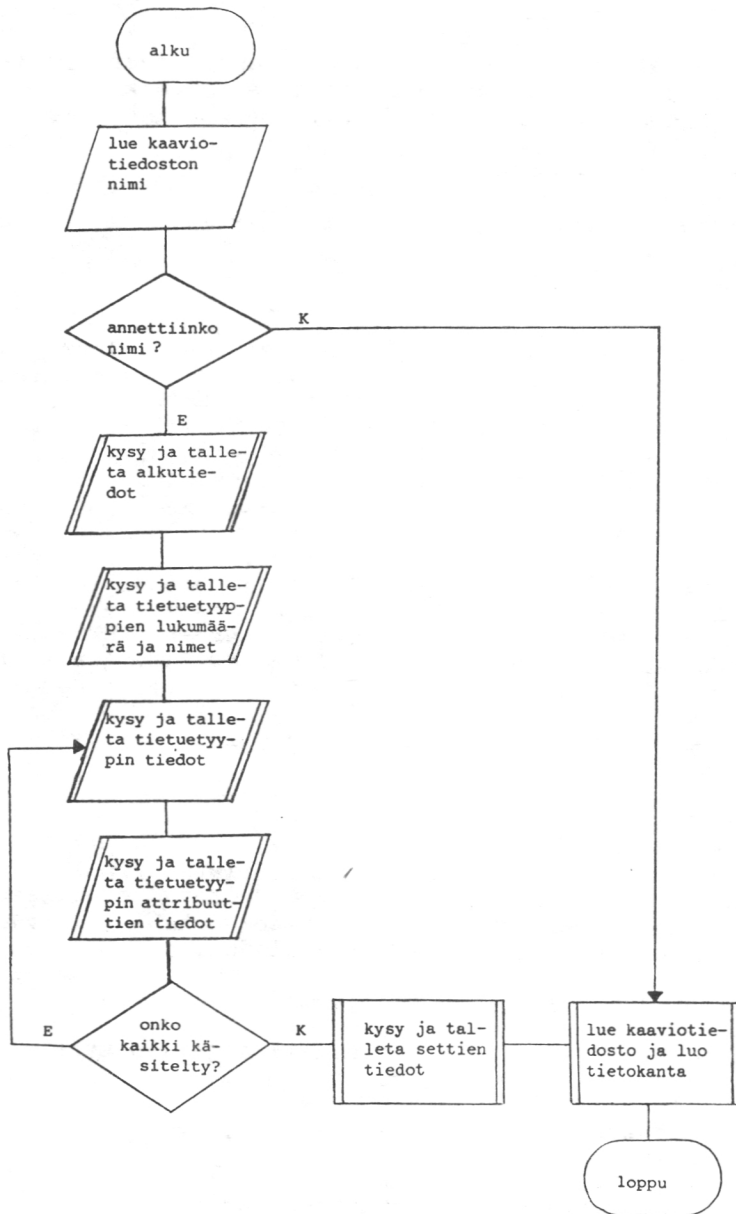 alku
lue kaavio-
tiedoston
nimi
annettiinko
nimi?
K
E
kysy ja talle-
ta alkutie-
dot
kysy ja talle-
ta tietuetyyp-
pien lukumää-
rä ja nimet
kysy ja talle-
ta tietuetyy-
pin tiedot
kysy ja talle-
ta tietuetyy-
pin attribuut-
tien tiedot
onko
kaikki kä-
sitelty?
E
K
kysy ja tal-
leta settien
tiedot
lue kaaviotie-
dosto ja luo
tietokanta
loppu